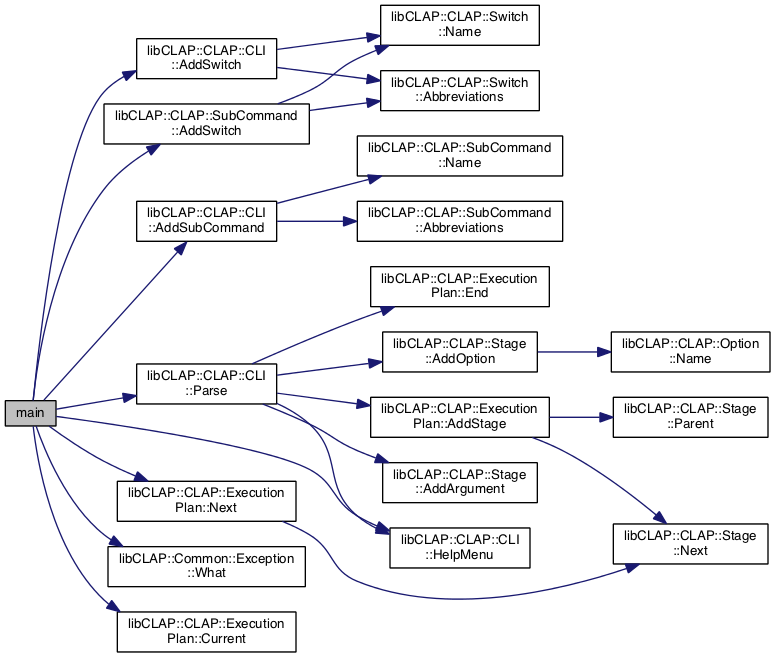 libCLAP::CLAP::Switch
::Name
libCLAP::CLAP::CLI
::AddSwitch
libCLAP::CLAP::Switch
::Abbreviations
libCLAP::CLAP::SubCommand
::AddSwitch
libCLAP::CLAP::SubCommand
::Name
libCLAP::CLAP::CLI
::AddSubCommand
libCLAP::CLAP::SubCommand
::Abbreviations
libCLAP::CLAP::Execution
Plan::End
libCLAP::CLAP::Stage
::AddOption
libCLAP::CLAP::Option
::Name
libCLAP::CLAP::CLI
::Parse
main
libCLAP::CLAP::Execution
Plan::AddStage
libCLAP::CLAP::Stage
::Parent
libCLAP::CLAP::Stage
::AddArgument
libCLAP::CLAP::Execution
Plan::Next
libCLAP::CLAP::CLI
::HelpMenu
libCLAP::CLAP::Stage
::Next
libCLAP::Common::Exception
::What
libCLAP::CLAP::Execution
Plan::Current